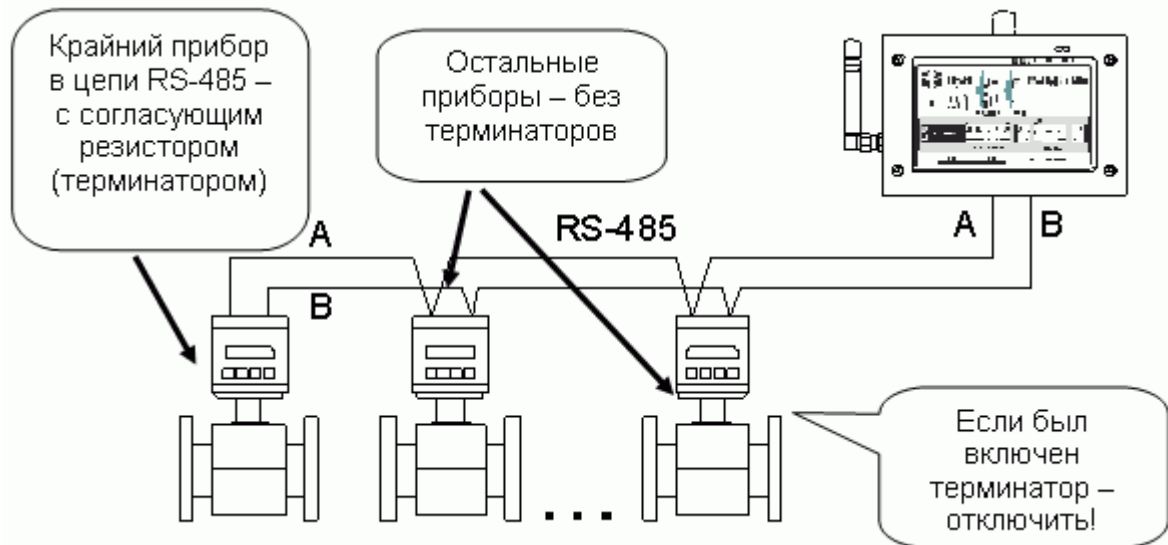 Крайний прибор
в цепи RS-485 –
с согласующим
резистором
(терминатором)
Остальные
приборы – без
терминаторов
A
B
RS-485
A
B
Если был
включен
терминатор –
отключить!
...